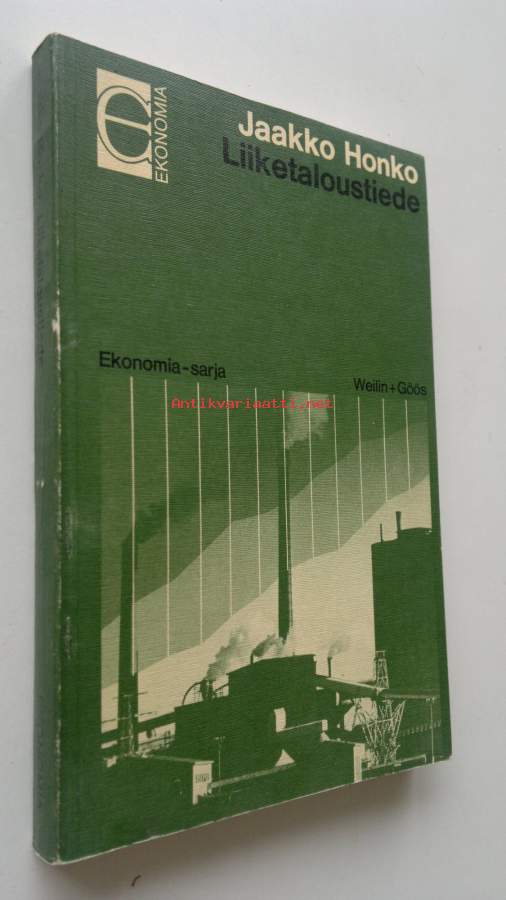 EKONOMIA
Jaakko Honko
Liiketaloustiede
Ekonomia-sarja
Weilin+Göös
Antikvariaatti.net